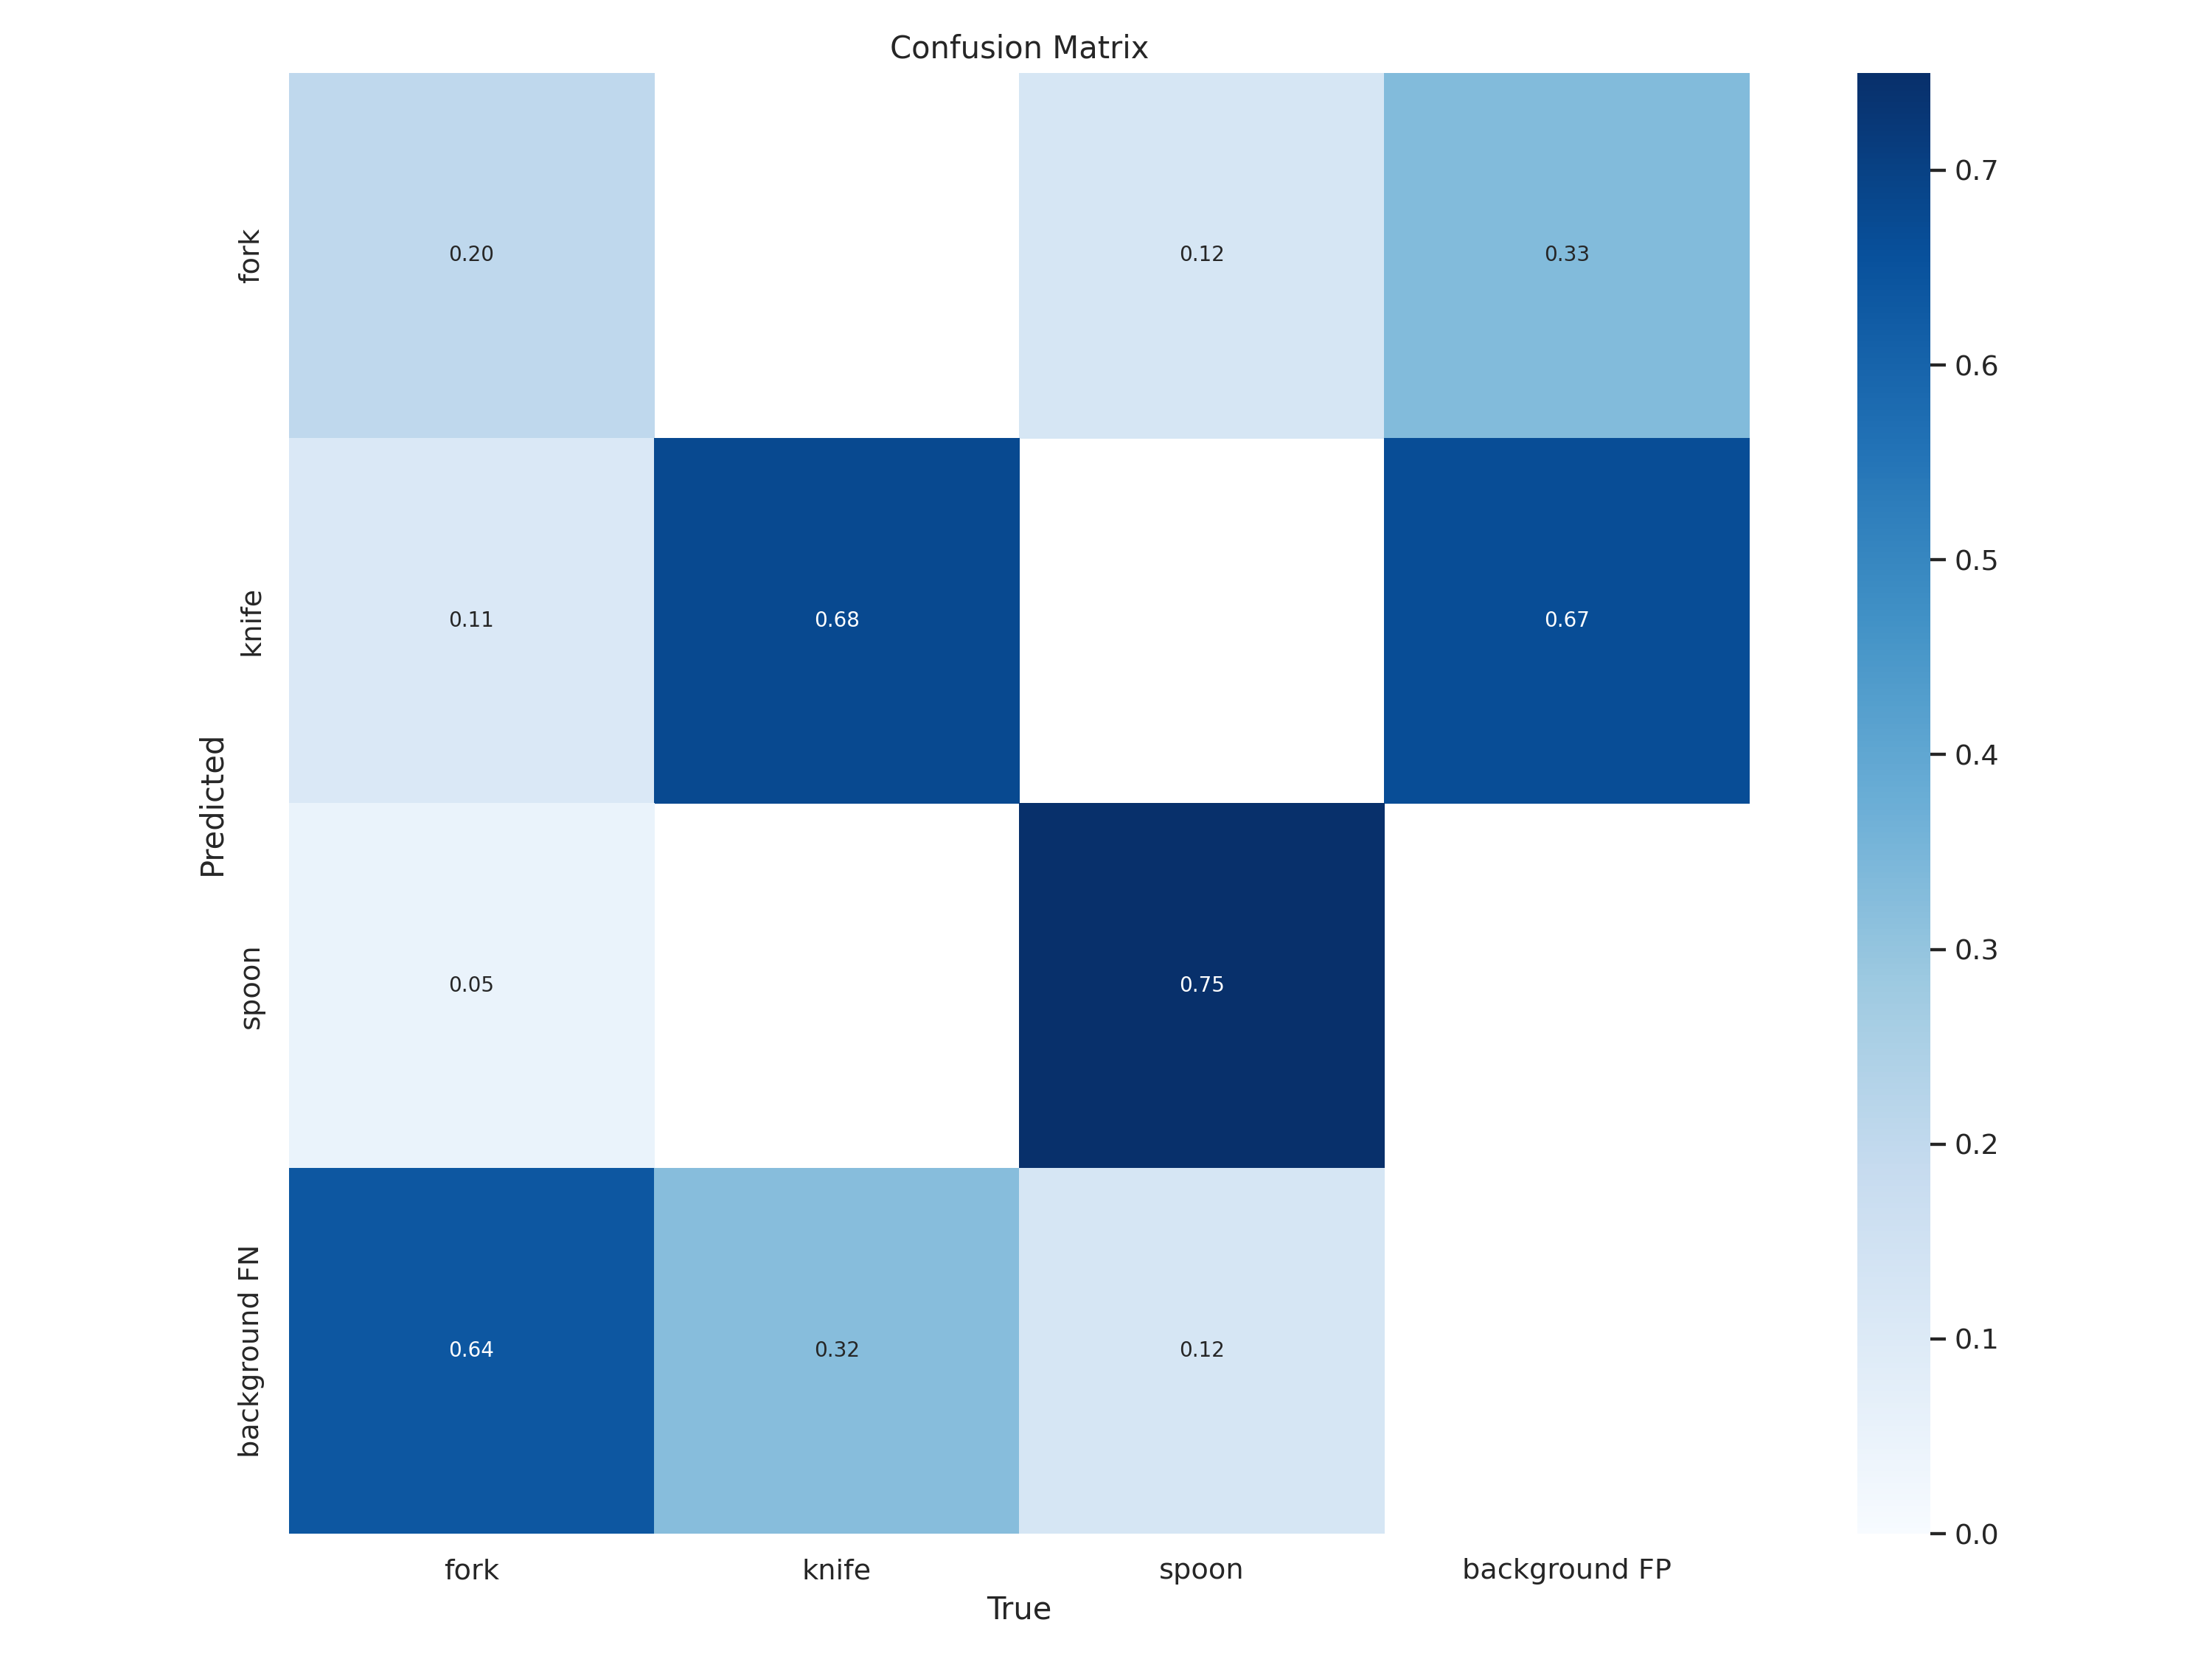 Confusion Matrix
fork
0.20
0.12
0.33
knife
0.11
0.68
0.67
spoon
0.05
0.75
background FN
0.64
0.32
0.12
Predicted
fork
knife
spoon
background FP
True
0.7
0.6
0.5
0.4
0.3
0.2
0.1
0.0